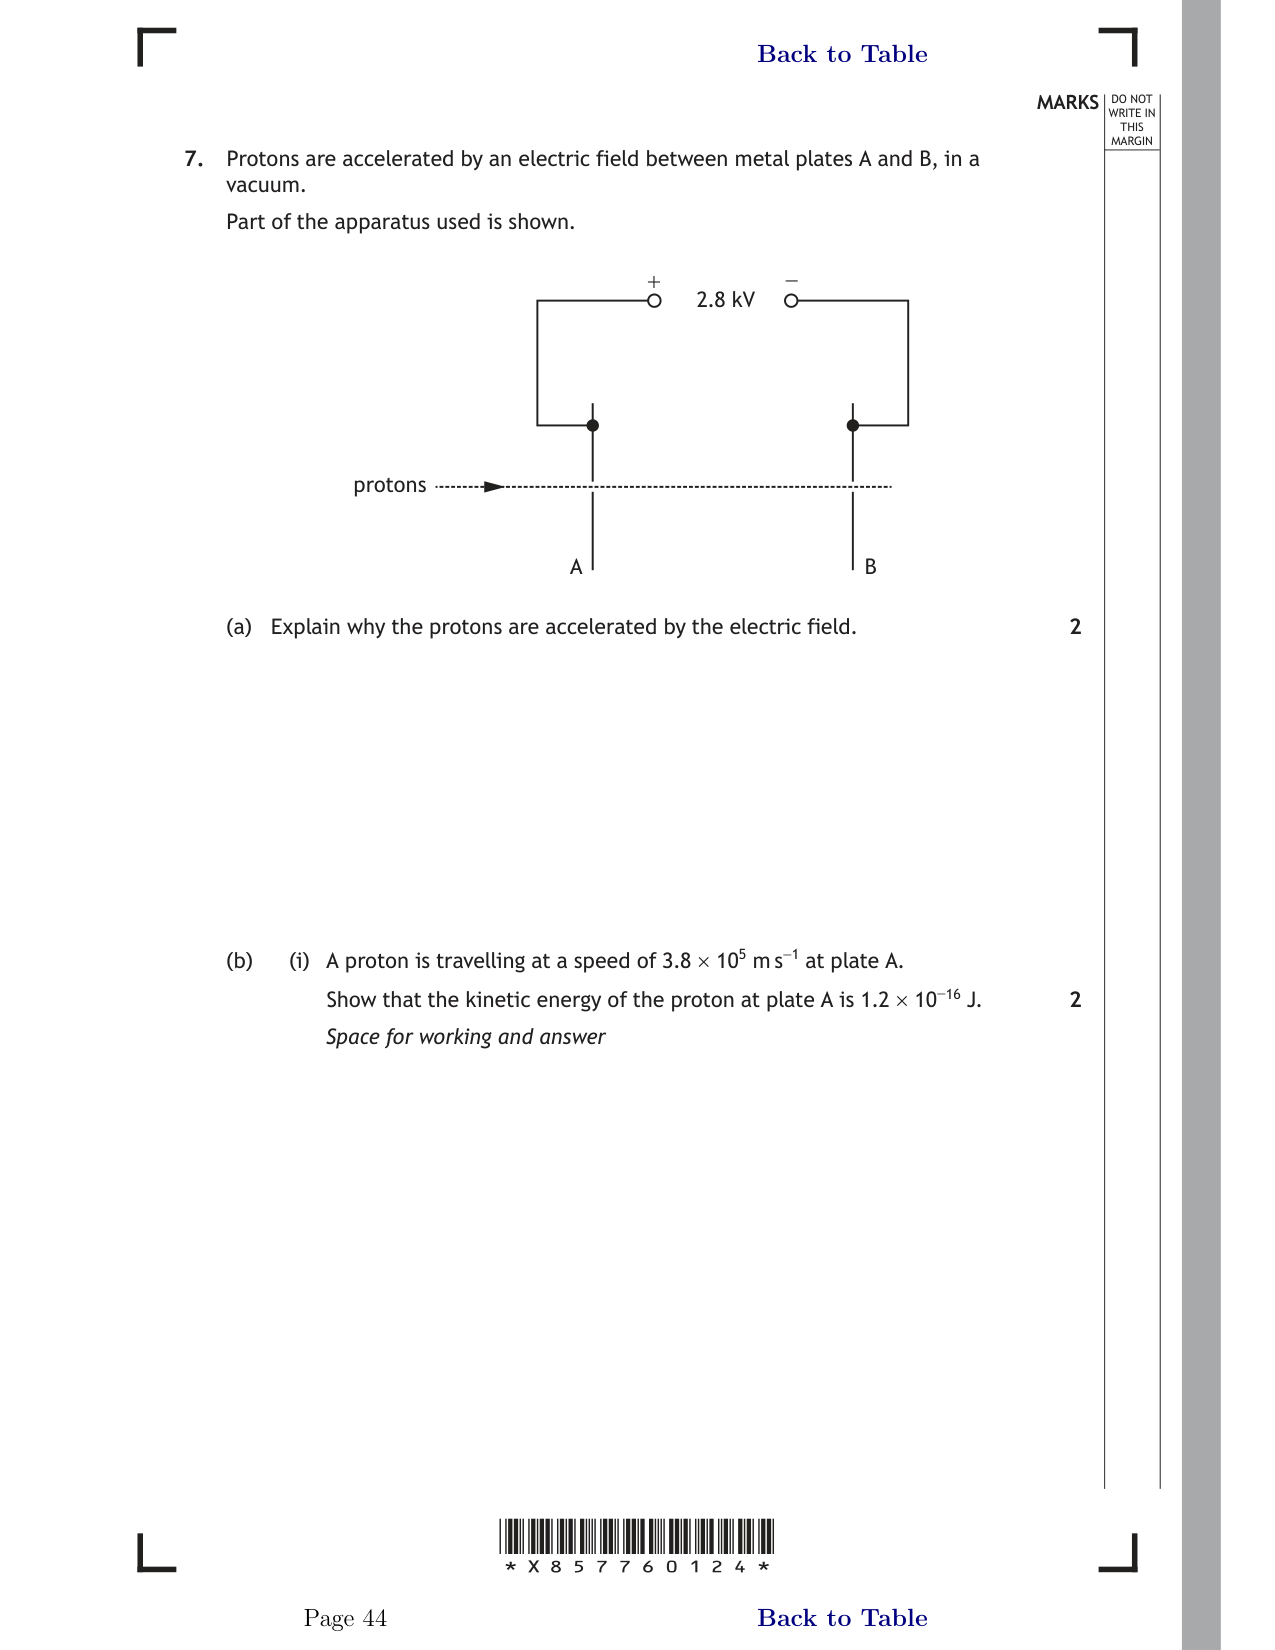 Back to Table
MARKS
DO NOT
WRITE IN
THIS
MARGIN
7. Protons are accelerated by an electric field between metal plates A and B, in a
vacuum.
Part of the apparatus used is shown.
+ −
2.8 kV
protons
A B
(a) Explain why the protons are accelerated by the electric field. 2
(b) (i) A proton is travelling at a speed of 3.8 × 10⁵ m s⁻¹ at plate A.
Show that the kinetic energy of the proton at plate A is 1.2 × 10⁻¹⁶ J. 2
Space for working and answer
* X 8 5 7 7 6 0 1 2 4 *
Page 44 Back to Table